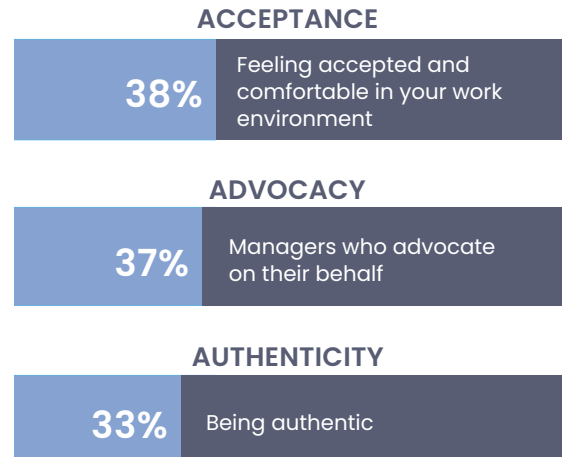 ACCEPTANCE
38%
Feeling accepted and
comfortable in your work
environment
ADVOCACY
37%
Managers who advocate
on their behalf
AUTHENTICITY
33%
Being authentic